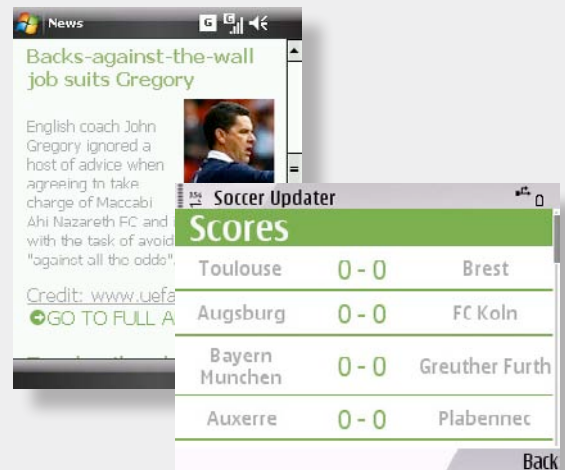 News
Backs-against-the-wall
job suits Gregory
English coach John
Gregory ignored a
host of advice when
agreeing to take
charge of Maccabi
Ahi Nazareth FC and
with the task of avoid
"against all the odds"
Credit: www.uefa
GO TO FULL A
Soccer Updater
Scores
Toulouse 0 - 0 Brest
Augsburg 0 - 0 FC Koln
Bayern
Munchen 0 - 0 Greuther Furth
Auxerre 0 - 0 Plabennec
Back